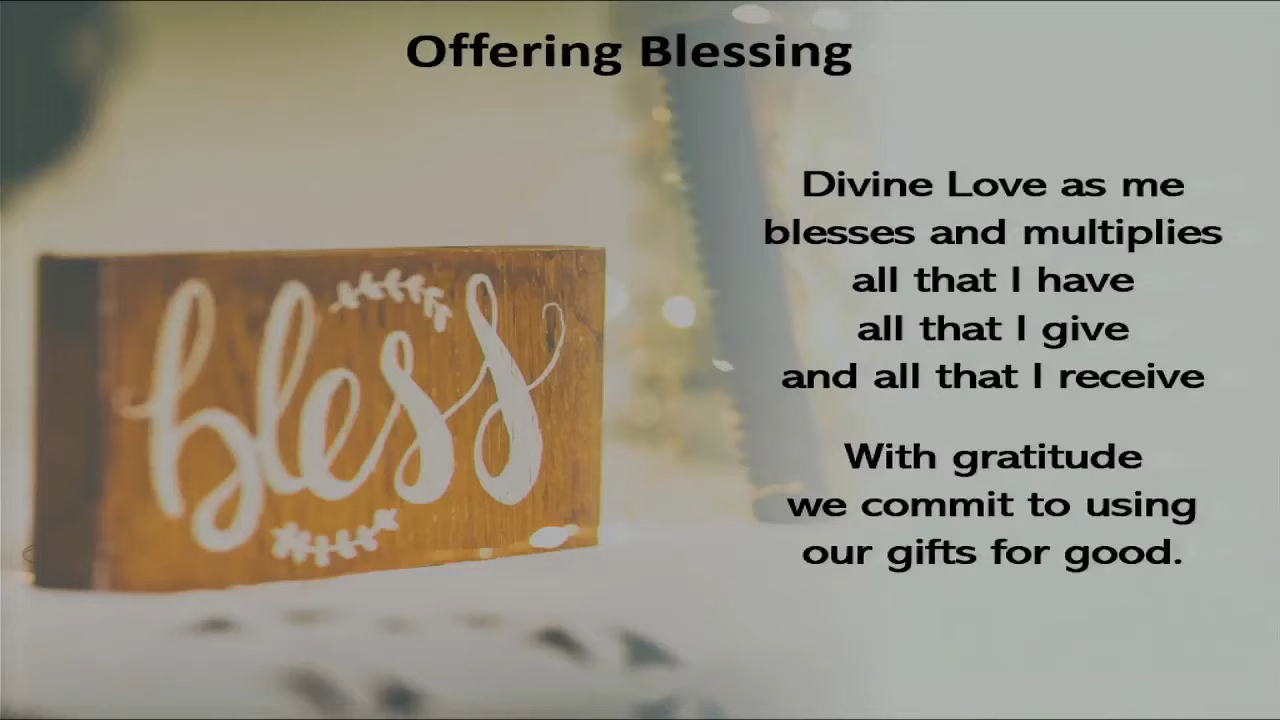 Offering Blessing
bless
Divine Love as me
blesses and multiplies
all that I have
all that I give
and all that I receive
With gratitude
we commit to using
our gifts for good.